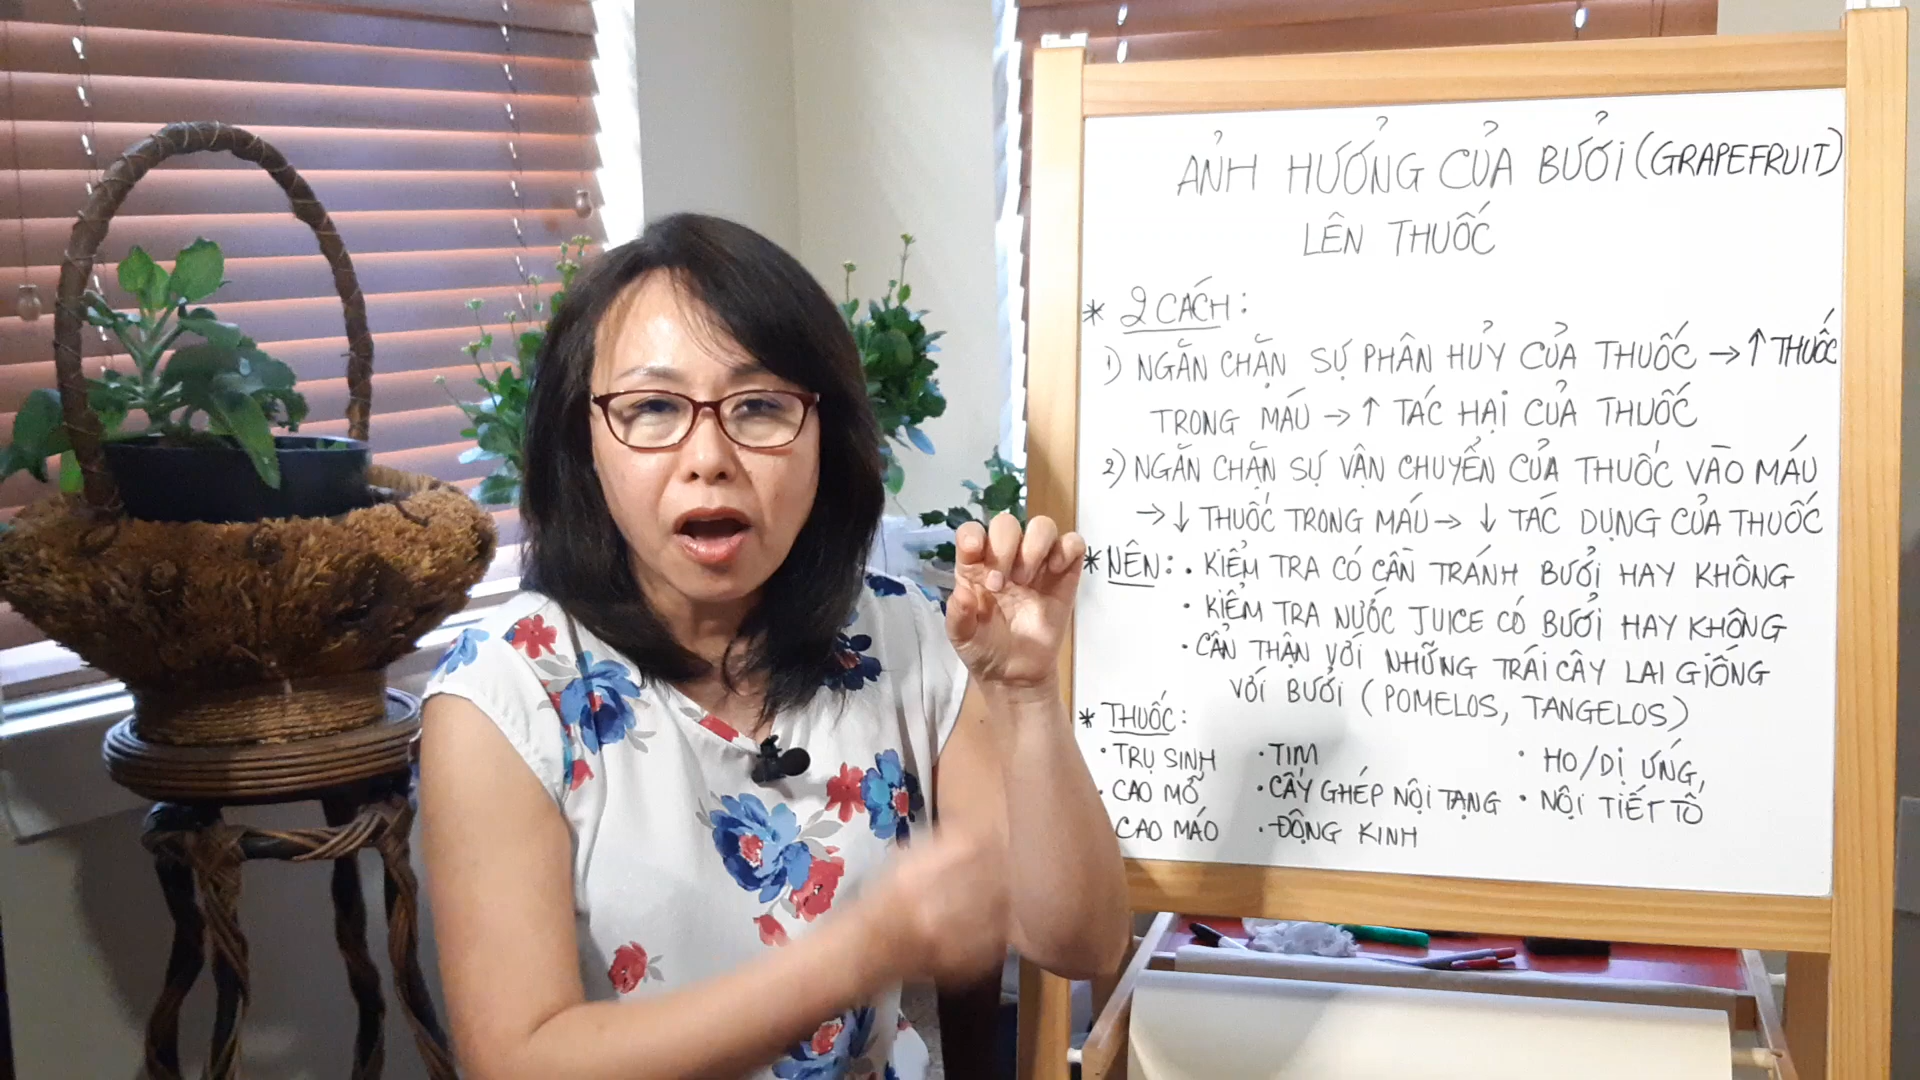 ẢNH HƯỞNG CỦA BƯỞI (GRAPEFRUIT)
LÊN THUỐC
* 2 CÁCH:
1) NGĂN CHẶN SỰ PHÂN HỦY CỦA THUỐC → ↑ THUỐC
TRONG MÁU → ↑ TÁC HẠI CỦA THUỐC
2) NGĂN CHẶN SỰ VẬN CHUYỂN CỦA THUỐC VÀO MÁU
→ ↓ THUỐC TRONG MÁU → ↓ TÁC DỤNG CỦA THUỐC
* NÊN: • KIỂM TRA CÓ CẦN TRÁNH BƯỞI HAY KHÔNG
• KIỂM TRA NƯỚC JUICE CÓ BƯỞI HAY KHÔNG
• CẨN THẬN VỚI NHỮNG TRÁI CÂY LAI GIỐNG
VỚI BƯỞI (POMELOS, TANGELOS)
* THUỐC:
• TRỤ SINH • TIM • HO/DỊ ỨNG,
• CAO MỠ • CẤY GHÉP NỘI TẠNG • NỘI TIẾT TỐ
CAO MÁO • ĐỘNG KINH